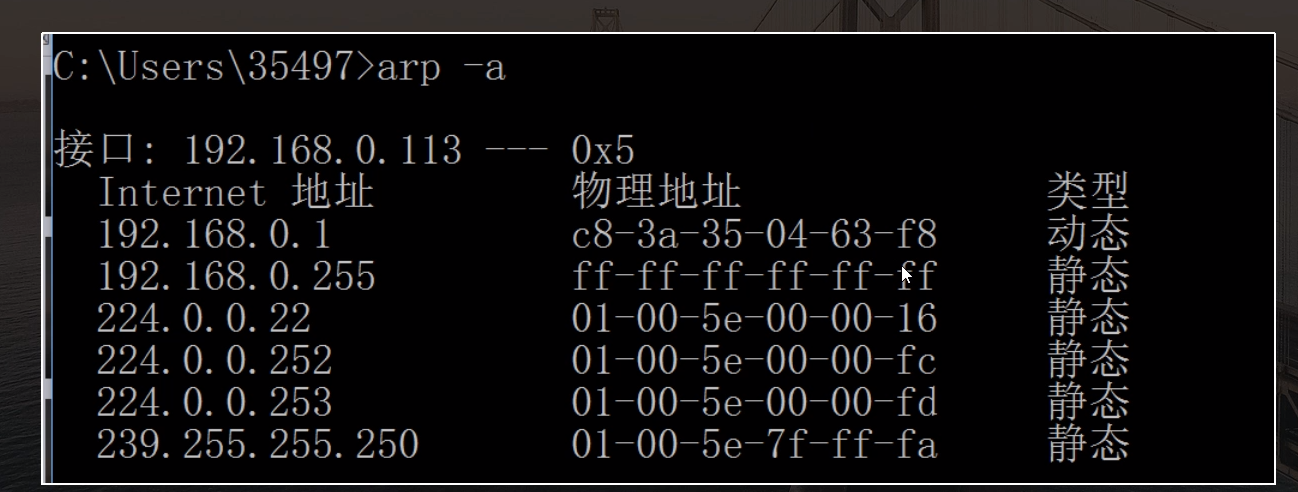 C:\Users\35497>arp -a
接口: 192.168.0.113 --- 0x5
Internet 地址 物理地址 类型
192.168.0.1 c8-3a-35-04-63-f8 动态
192.168.0.255 ff-ff-ff-ff-ff-ff 静态
224.0.0.22 01-00-5e-00-00-16 静态
224.0.0.252 01-00-5e-00-00-fc 静态
224.0.0.253 01-00-5e-00-00-fd 静态
239.255.255.250 01-00-5e-7f-ff-fa 静态